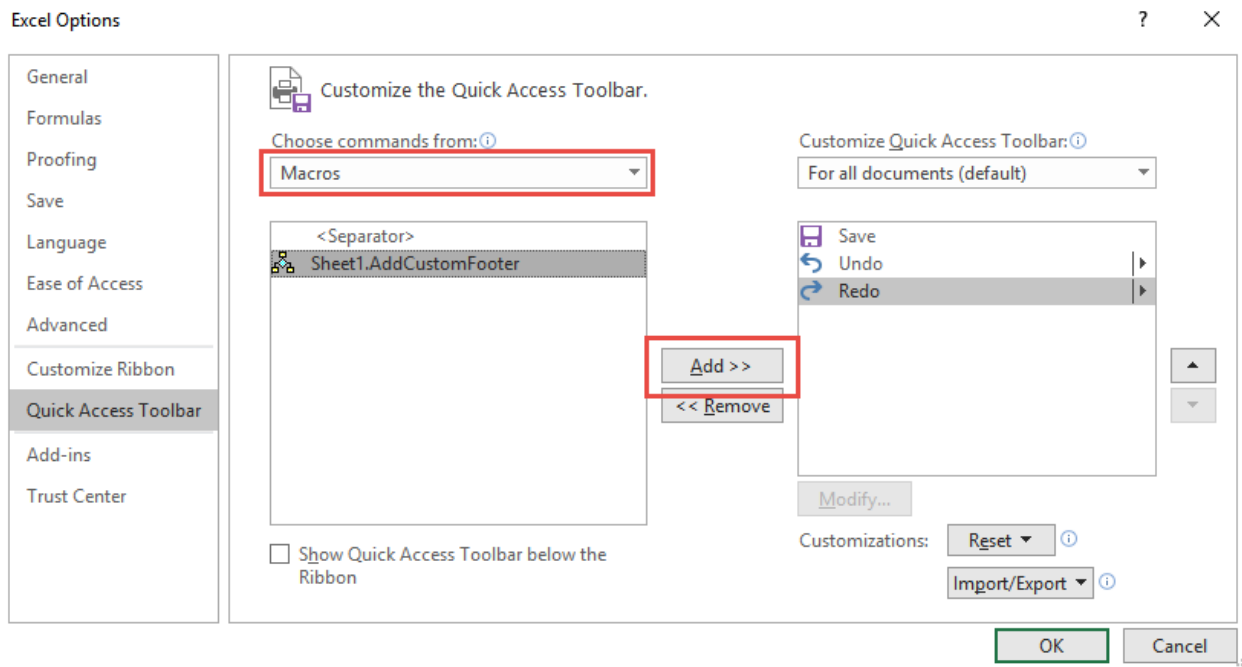 Excel Options
?
General
Formulas
Proofing
Save
Language
Ease of Access
Advanced
Customize Ribbon
Quick Access Toolbar
Add-ins
Trust Center
Customize the Quick Access Toolbar.
Choose commands from:
Macros
<Separator>
Sheet1.AddCustomFooter
Show Quick Access Toolbar below the
Ribbon
Add >>
<< Remove
Customize Quick Access Toolbar:
For all documents (default)
Save
Undo
Redo
Modify...
Customizations:
Reset
Import/Export
OK
Cancel